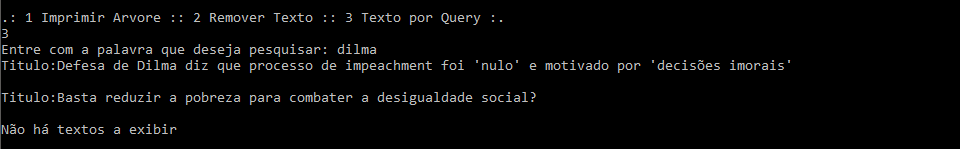 .: 1 Imprimir Arvore :: 2 Remover Texto :: 3 Texto por Query :.
3
Entre com a palavra que deseja pesquisar: dilma
Titulo:Defesa de Dilma diz que processo de impeachment foi 'nulo' e motivado por 'decisões imorais'
Titulo:Basta reduzir a pobreza para combater a desigualdade social?
Não há textos a exibir